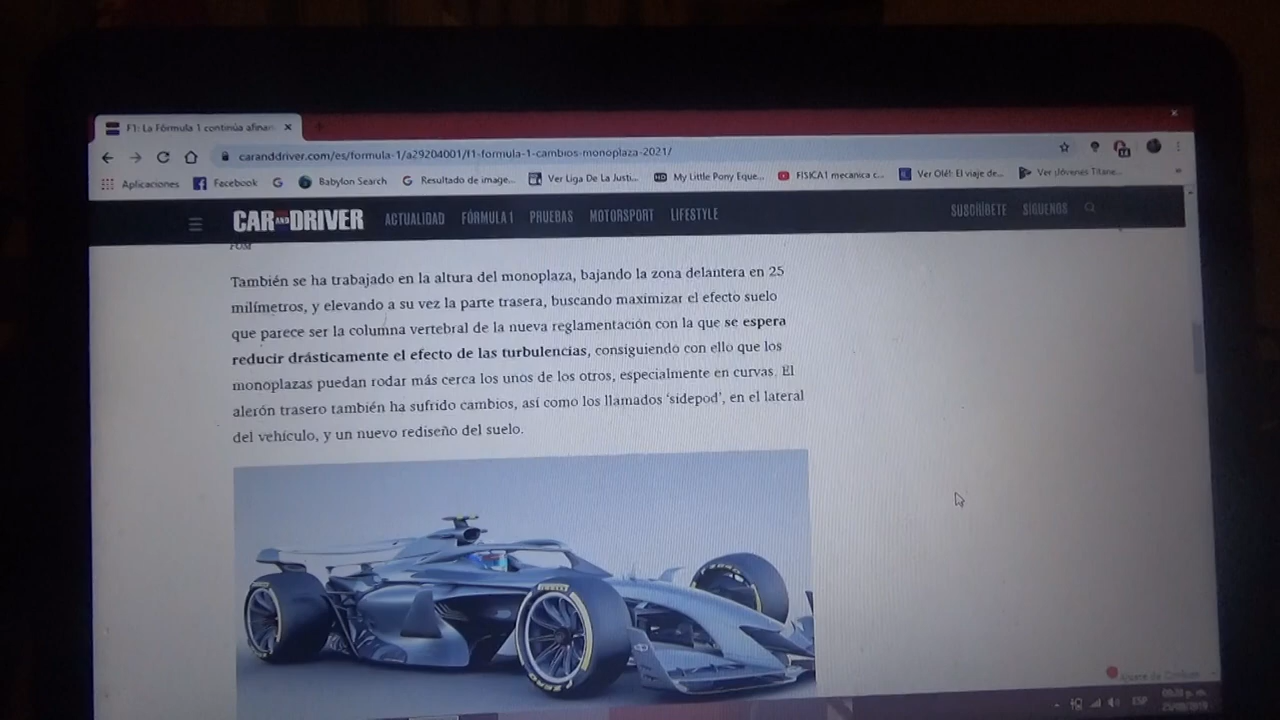 F1: La Fórmula 1 continúa afinan
caranddriver.com/es/formula-1/a29204001/f1-formula-1-cambios-monoplaza-2021/
Aplicaciones Facebook Babylon Search Resultado de image... Ver Liga De La Justi... My Little Pony Eque... FISICA1 mecanica c... Ver Olé!: El viaje de... Ver ¡Jóvenes Titane...
CAR AND DRIVER ACTUALIDAD FÓRMULA 1 PRUEBAS MOTORSPORT LIFESTYLE SUSCRÍBETE SÍGUENOS
También se ha trabajado en la altura del monoplaza, bajando la zona delantera en 25
milímetros, y elevando a su vez la parte trasera, buscando maximizar el efecto suelo
que parece ser la columna vertebral de la nueva reglamentación con la que se espera
reducir drásticamente el efecto de las turbulencias, consiguiendo con ello que los
monoplazas puedan rodar más cerca los unos de los otros, especialmente en curvas. El
alerón trasero también ha sufrido cambios, así como los llamados ‘sidepod’, en el lateral
del vehículo, y un nuevo rediseño del suelo.
PIRELLI
ZERO
ESP